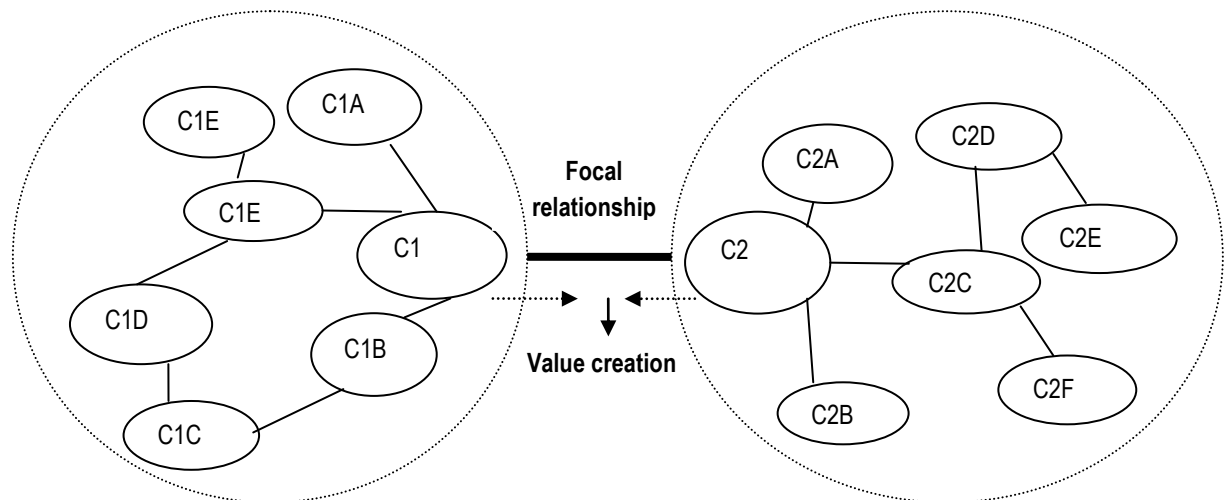 C1E
C1A
C1E
C1
C1D
C1B
C1C
Focal
relationship
Value creation
C2A
C2D
C2
C2E
C2C
C2B
C2F